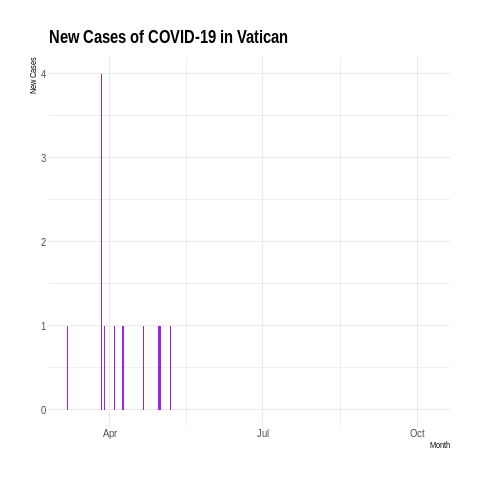 New Cases of COVID-19 in Vatican
New Cases
4
3
2
1
0
Apr
Jul
Oct
Month